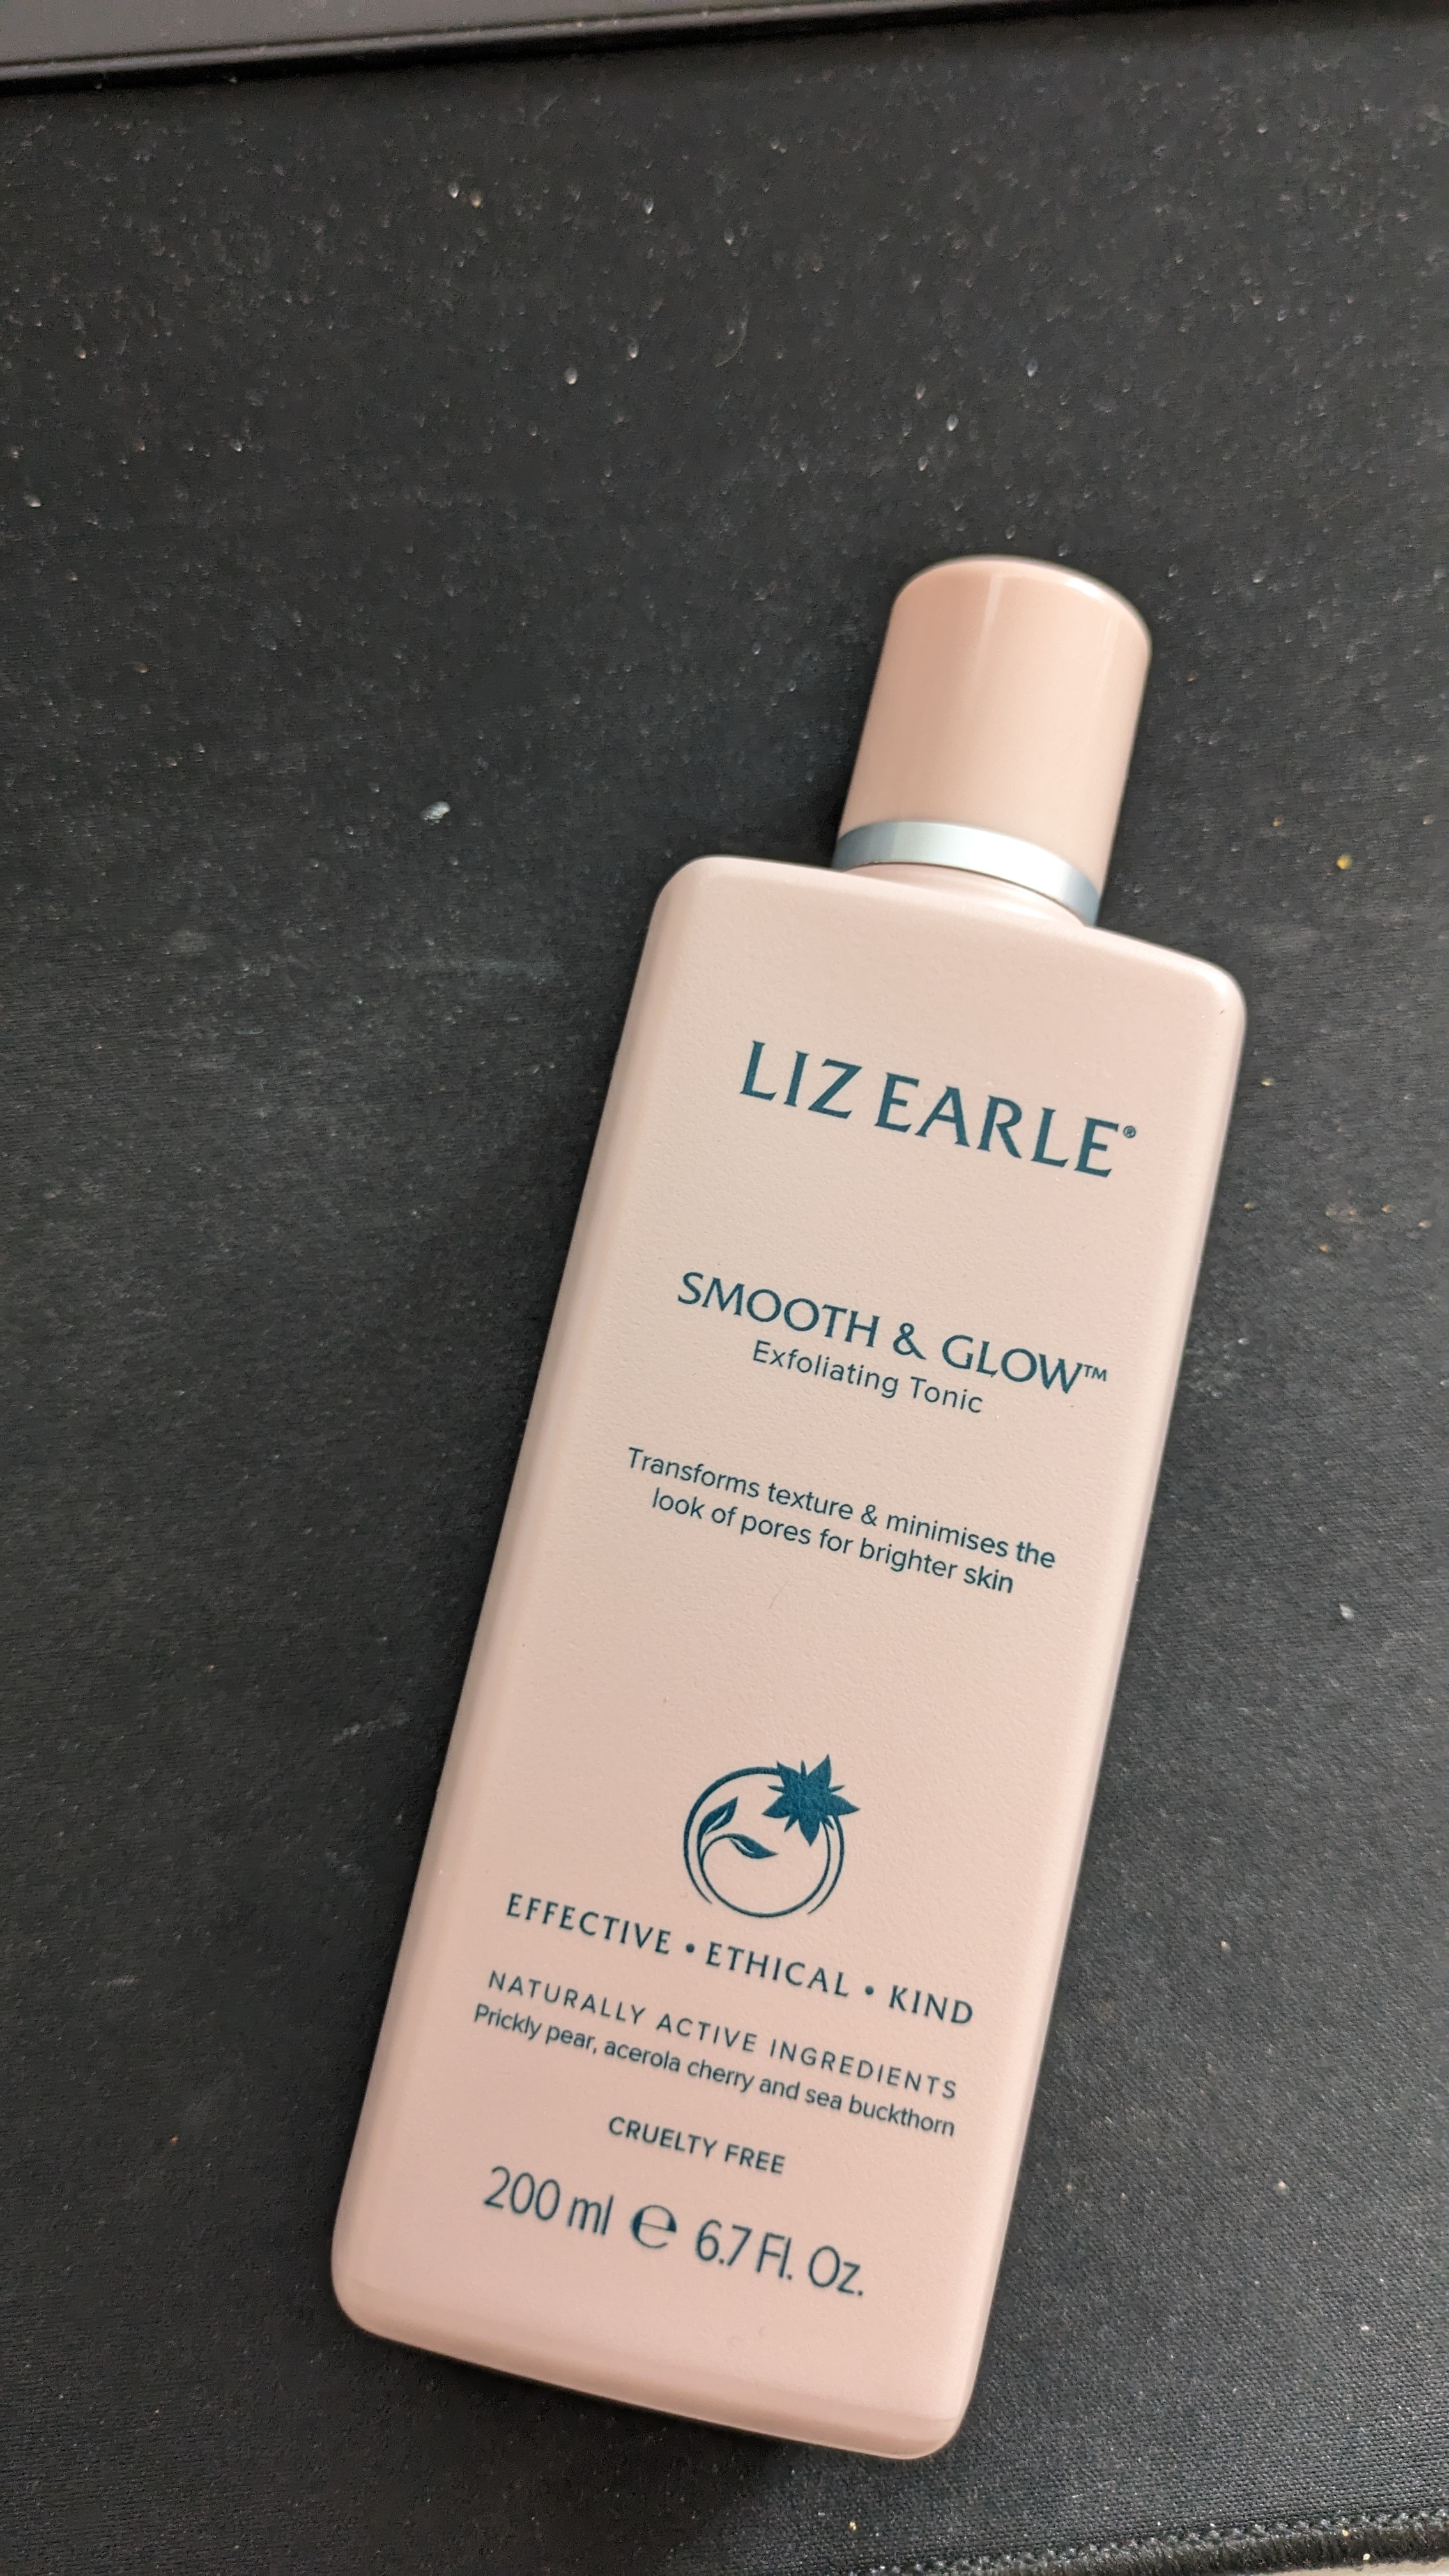 LIZ EARLE®
SMOOTH & GLOW™
Exfoliating Tonic
Transforms texture & minimises the
look of pores for brighter skin
EFFECTIVE • ETHICAL • KIND
NATURALLY ACTIVE INGREDIENTS
Prickly pear, acerola cherry and sea buckthorn
CRUELTY FREE
200 ml ℮ 6.7 Fl. Oz.